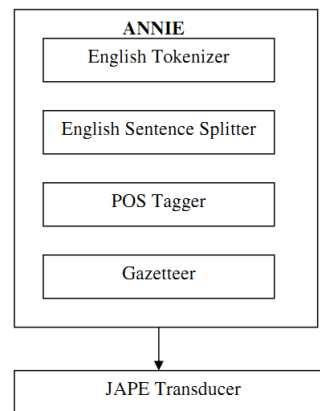 ANNIE
English Tokenizer
English Sentence Splitter
POS Tagger
Gazetteer
JAPE Transducer